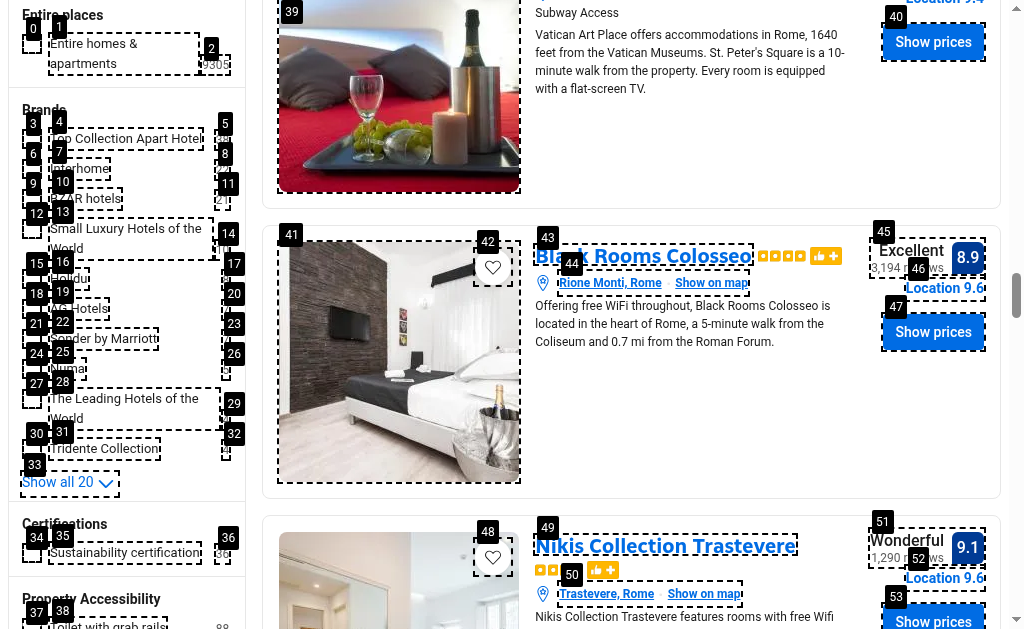 Entire places
0
1
2
Entire homes &
apartments
9305
Brands
3
4
5
Top Collection Apart Hotel
6
7
8
Interhome
9
10
11
BZAR hotels
21
12
13
14
Small Luxury Hotels of the
World
15
16
17
Holidu
18
19
20
AG Hotels
21
22
23
Sonder by Marriott
24
25
26
Numa
5
27
28
29
The Leading Hotels of the
World
30
31
32
Tridente Collection
4
33
Show all 20
Certifications
34
35
36
Sustainability certification
36
Property Accessibility
37
38
Toilet with grab rails
88
39
Subway Access
Vatican Art Place offers accommodations in Rome, 1640
feet from the Vatican Museums. St. Peter's Square is a 10-
minute walk from the property. Every room is equipped
with a flat-screen TV.
Location 9.4
40
Show prices
41
42
43
Black Rooms Colosseo
44
Rione Monti, Rome · Show on map
Offering free WiFi throughout, Black Rooms Colosseo is
located in the heart of Rome, a 5-minute walk from the
Coliseum and 0.7 mi from the Roman Forum.
45
Excellent
3,194 reviews
8.9
46
Location 9.6
47
Show prices
48
49
Nikis Collection Trastevere
50
Trastevere, Rome · Show on map
Nikis Collection Trastevere features rooms with free Wifi
51
Wonderful
1,290 reviews
9.1
52
Location 9.6
53
Show prices